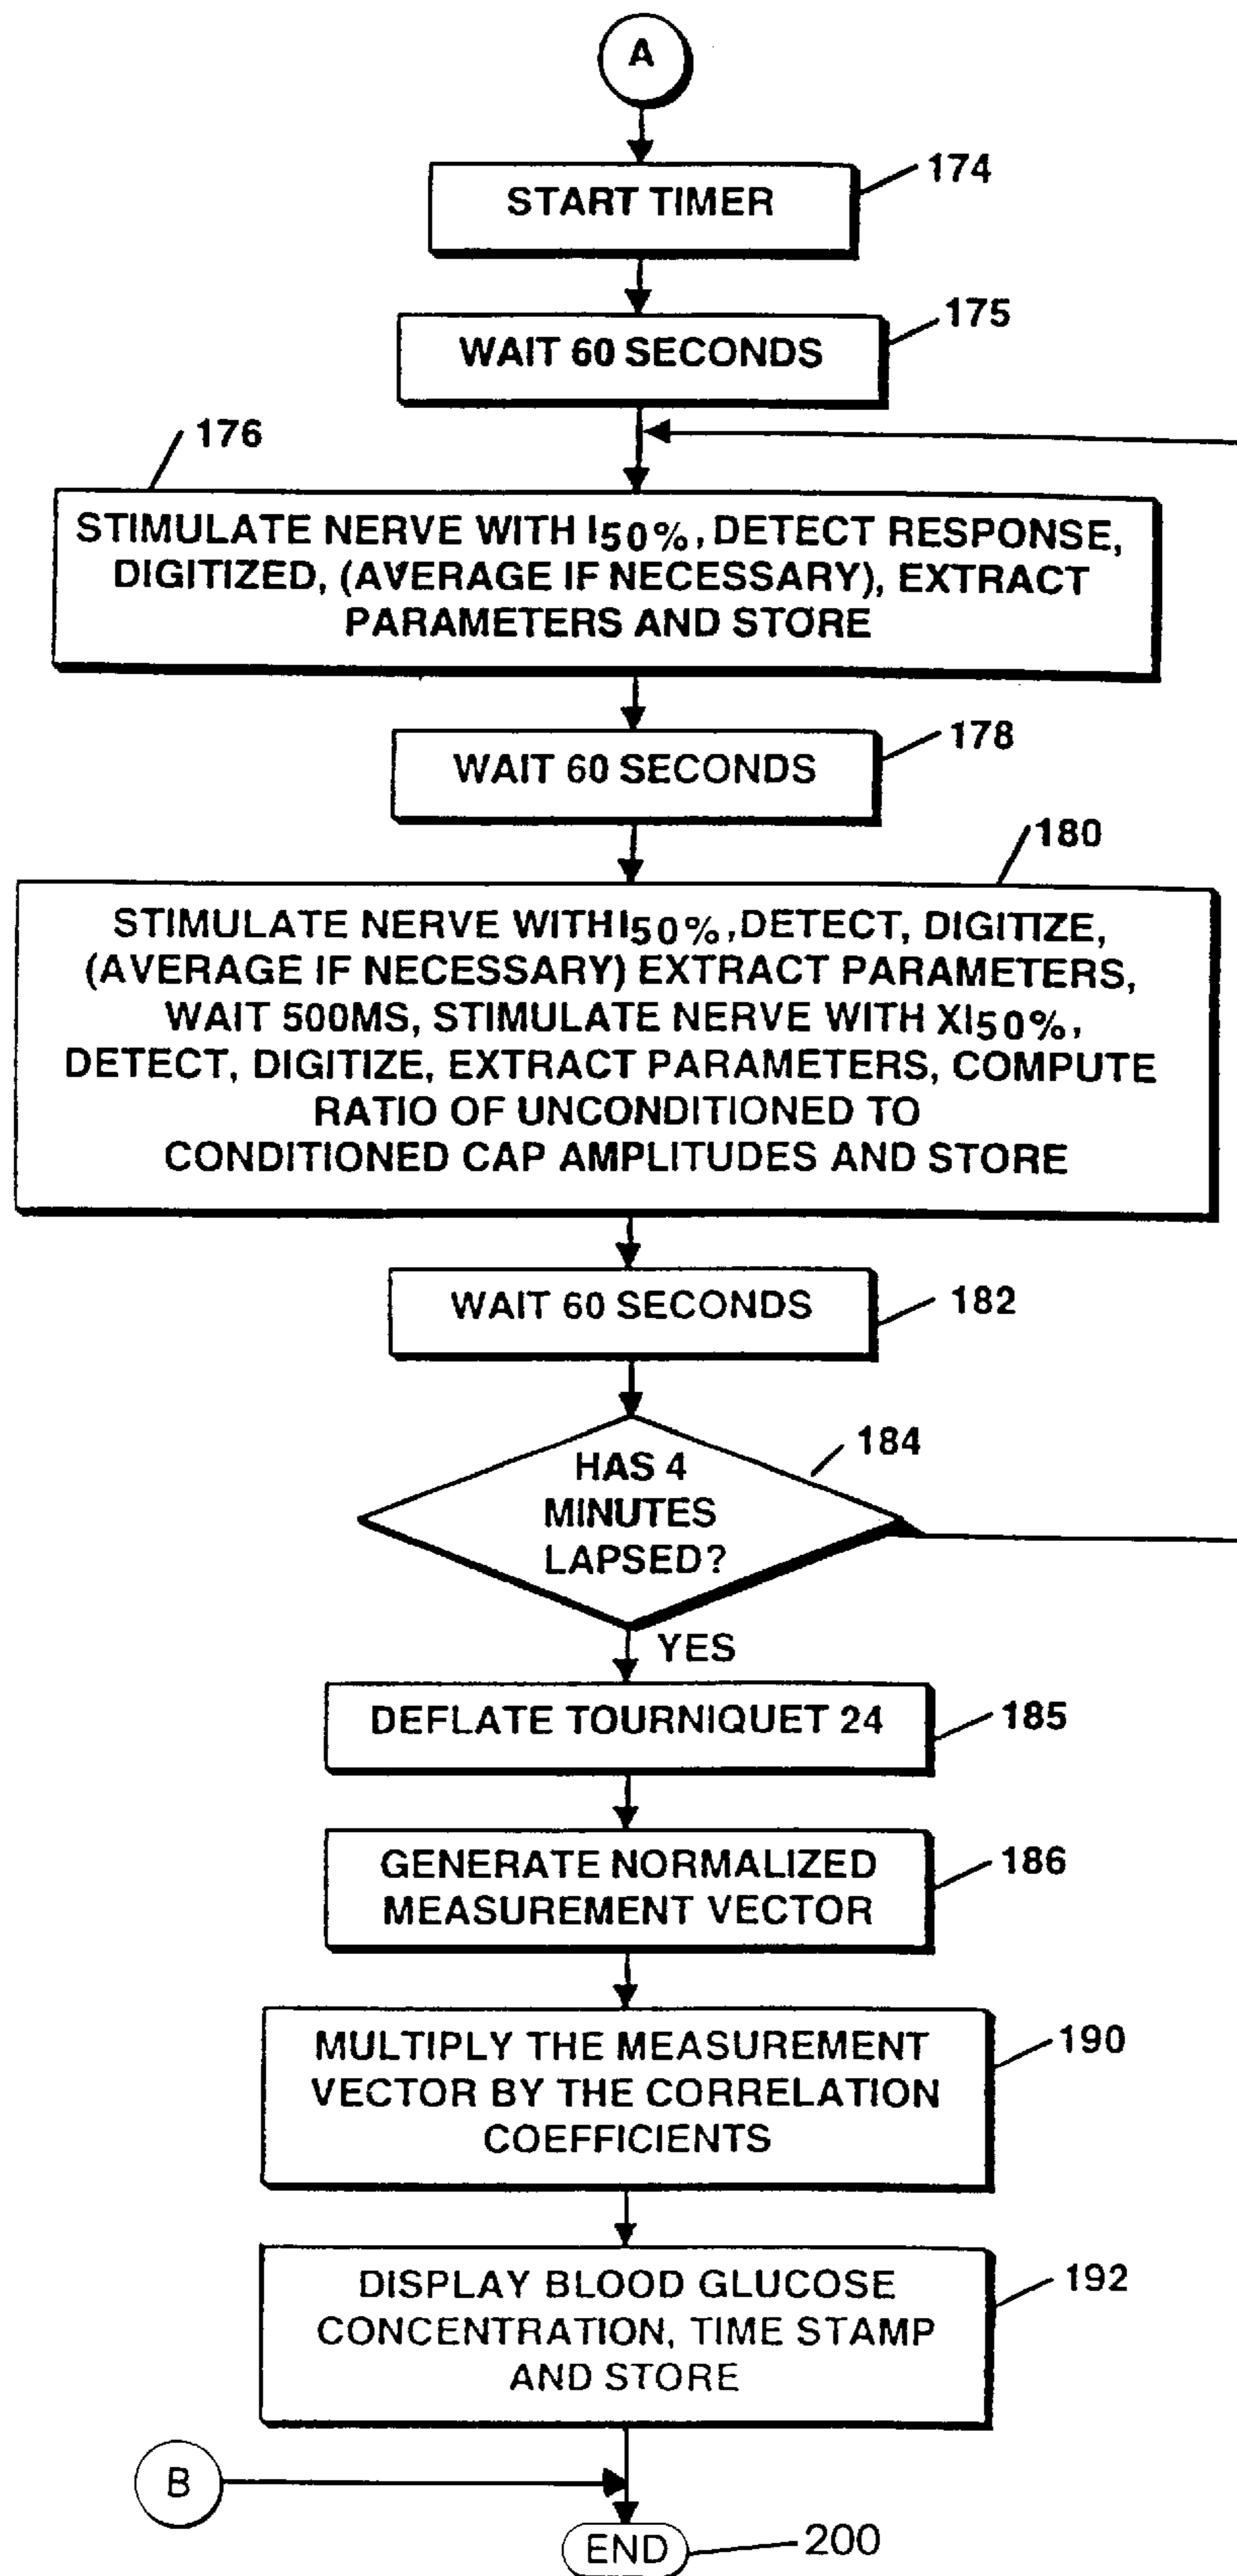 A
START TIMER
174
WAIT 60 SECONDS
175
176
STIMULATE NERVE WITH I50%, DETECT RESPONSE,
DIGITIZED, (AVERAGE IF NECESSARY), EXTRACT
PARAMETERS AND STORE
WAIT 60 SECONDS
178
180
STIMULATE NERVE WITH I50%, DETECT, DIGITIZE,
(AVERAGE IF NECESSARY) EXTRACT PARAMETERS,
WAIT 500MS, STIMULATE NERVE WITH XI50%,
DETECT, DIGITIZE, EXTRACT PARAMETERS, COMPUTE
RATIO OF UNCONDITIONED TO
CONDITIONED CAP AMPLITUDES AND STORE
WAIT 60 SECONDS
182
HAS 4
MINUTES
LAPSED?
184
YES
DEFLATE TOURNIQUET 24
185
GENERATE NORMALIZED
MEASUREMENT VECTOR
186
MULTIPLY THE MEASUREMENT
VECTOR BY THE CORRELATION
COEFFICIENTS
190
DISPLAY BLOOD GLUCOSE
CONCENTRATION, TIME STAMP
AND STORE
192
B
END
200